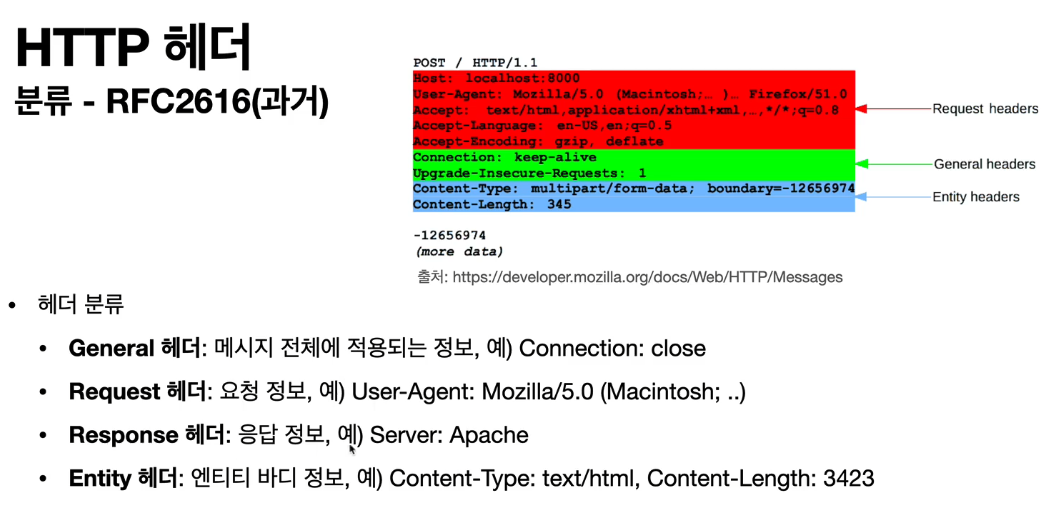 HTTP 헤더
분류 - RFC2616(과거)
POST / HTTP/1.1
Host: localhost:8000
User-Agent: Mozilla/5.0 (Macintosh;… )… Firefox/51.0
Accept: text/html,application/xhtml+xml,…,*/*;q=0.8
Accept-Language: en-US,en;q=0.5
Accept-Encoding: gzip, deflate
Connection: keep-alive
Upgrade-Insecure-Requests: 1
Content-Type: multipart/form-data; boundary=-12656974
Content-Length: 345
-12656974
(more data)
Request headers
General headers
Entity headers
출처: https://developer.mozilla.org/docs/Web/HTTP/Messages
• 헤더 분류
• General 헤더: 메시지 전체에 적용되는 정보, 예) Connection: close
• Request 헤더: 요청 정보, 예) User-Agent: Mozilla/5.0 (Macintosh; ..)
• Response 헤더: 응답 정보, 예) Server: Apache
• Entity 헤더: 엔티티 바디 정보, 예) Content-Type: text/html, Content-Length: 3423